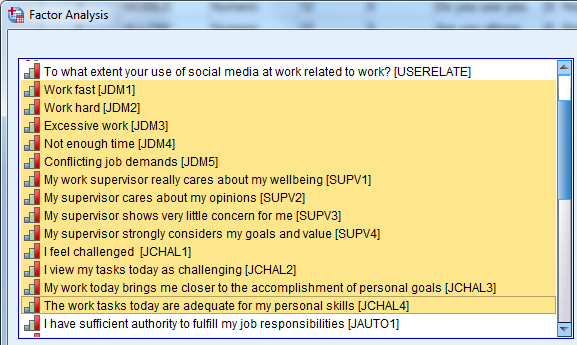 Factor Analysis
To what extent your use of social media at work related to work? [USERELATE]
Work fast [JDM1]
Work hard [JDM2]
Excessive work [JDM3]
Not enough time [JDM4]
Conflicting job demands [JDM5]
My work supervisor really cares about my wellbeing [SUPV1]
My supervisor cares about my opinions [SUPV2]
My supervisor shows very little concern for me [SUPV3]
My supervisor strongly considers my goals and value [SUPV4]
I feel challenged [JCHAL1]
I view my tasks today as challenging [JCHAL2]
My work today brings me closer to the accomplishment of personal goals [JCHAL3]
The work tasks today are adequate for my personal skills [JCHAL4]
I have sufficient authority to fulfill my job responsibilities [JAUTO1]